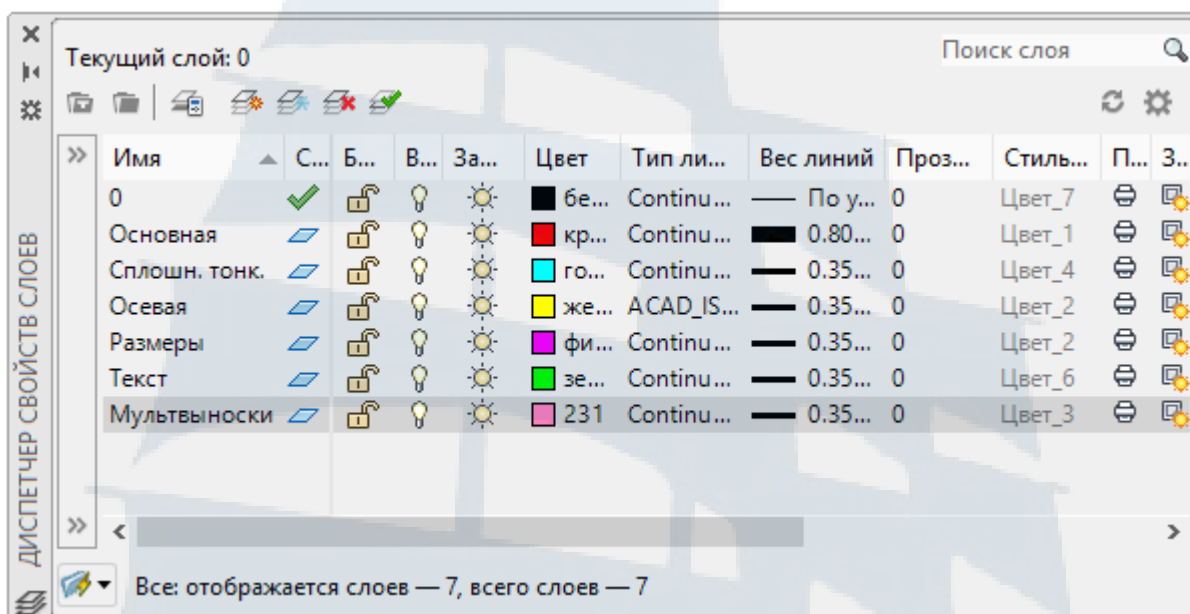 Текущий слой: 0
Поиск слоя
Имя С... Б... В... За... Цвет Тип ли... Вес линий Проз... Стиль... П... З...
0 бе... Continu... По у... 0 Цвет_7
Основная кр... Continu... 0.80... 0 Цвет_1
Сплошн. тонк. го... Continu... 0.35... 0 Цвет_4
Осевая же... ACAD_IS... 0.35... 0 Цвет_2
Размеры фи... Continu... 0.35... 0 Цвет_2
Текст зе... Continu... 0.35... 0 Цвет_6
Мультвыноски 231 Continu... 0.35... 0 Цвет_3
ДИСПЕТЧЕР СВОЙСТВ СЛОЕВ
Все: отображается слоев — 7, всего слоев — 7